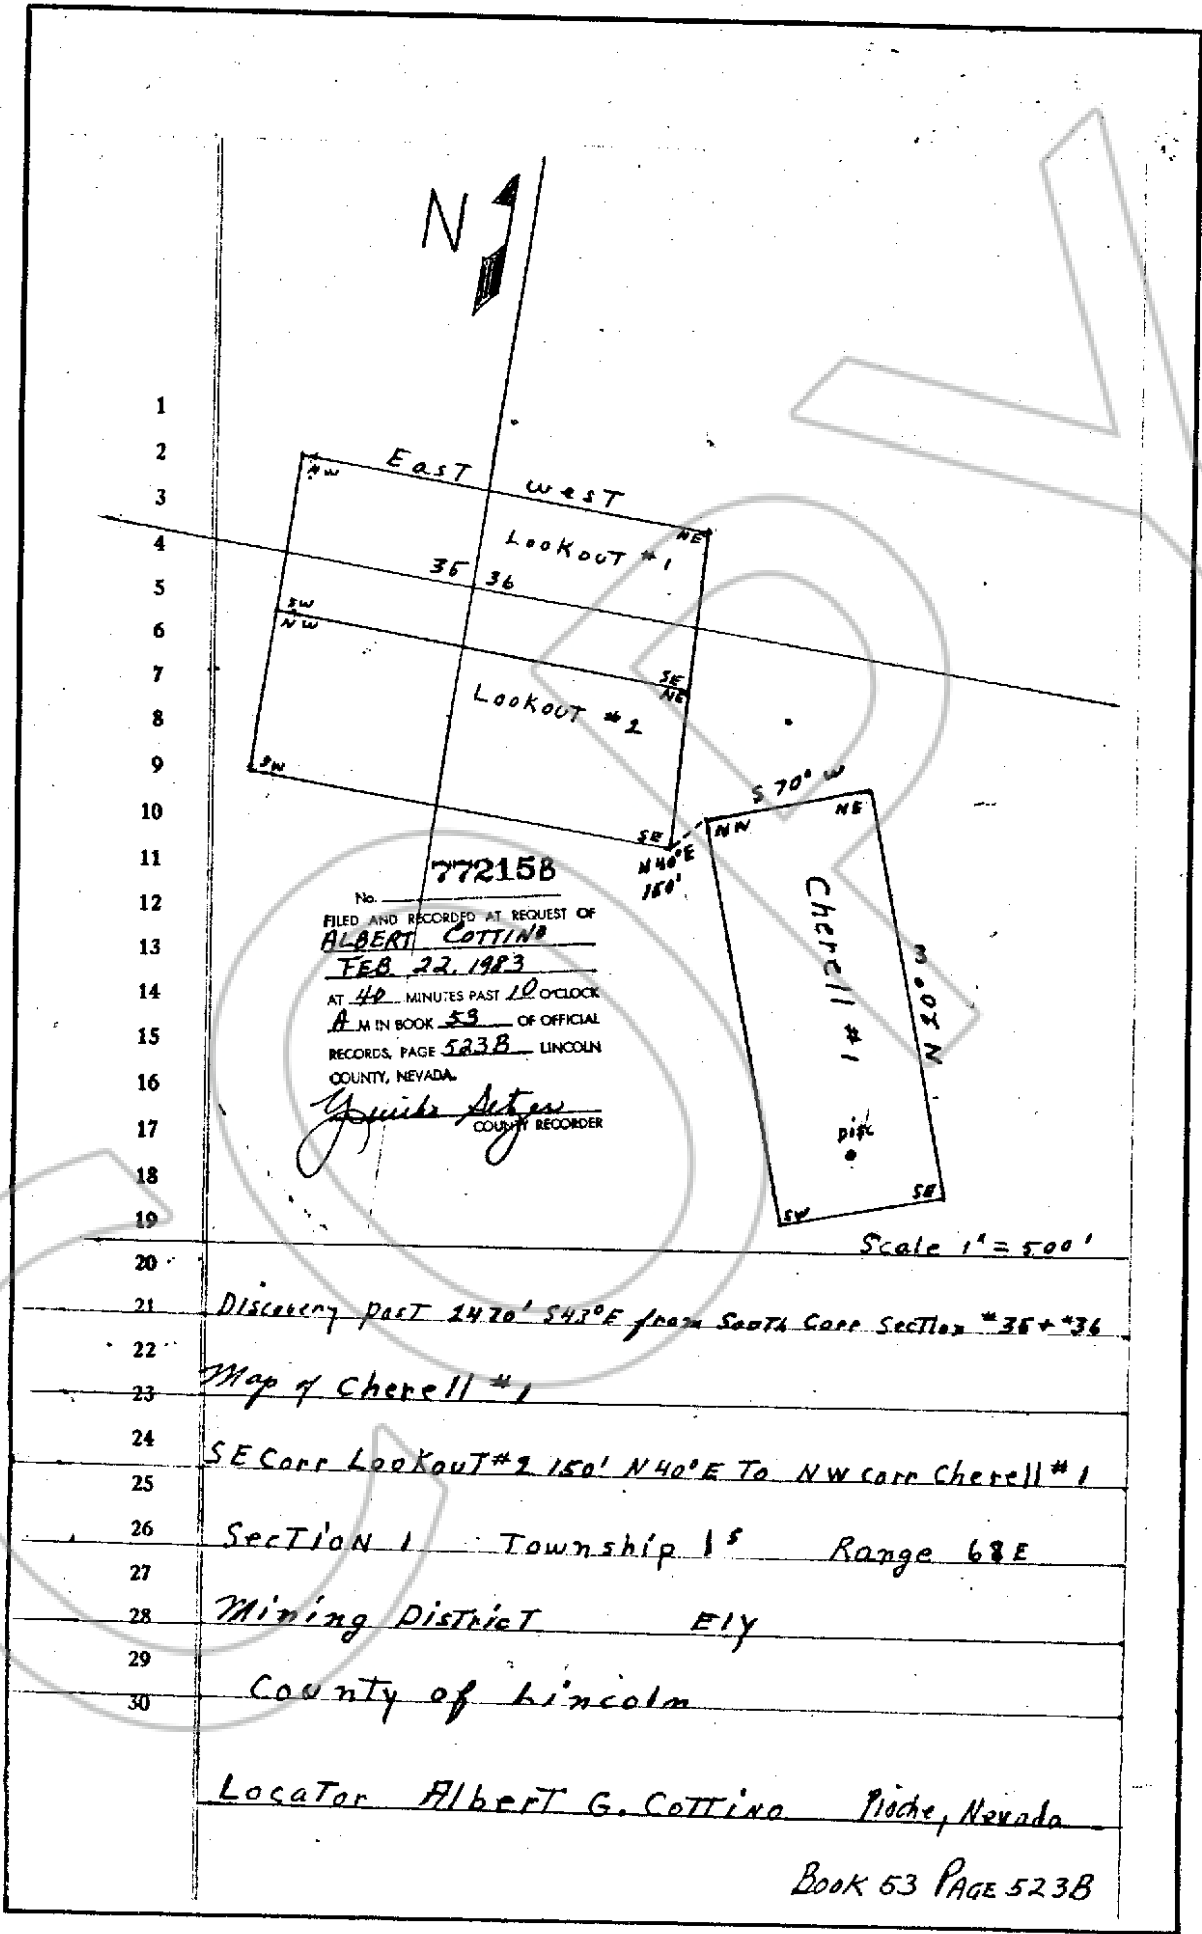 N
1
2
3
4
5
6
7
8
9
10
11
12
13
14
15
16
17
18
19
20
21
22
23
24
25
26
27
28
29
30
NW
East west
NE
Lookout #1
35 36
SW
NW
SE
NE
Lookout #2
SW
SE
N40°E
150'
S 70° W
NW
NE
Cherell #1
N 20° W
Disc
SW
SE
Scale 1" = 500'
No. 77215B
FILED AND RECORDED AT REQUEST OF
ALBERT COTTINO
FEB 22, 1983
AT 40 MINUTES PAST 10 O'CLOCK
A M IN BOOK 53 OF OFFICIAL
RECORDS, PAGE 523B LINCOLN
COUNTY, NEVADA.
Setzer
COUNTY RECORDER
Discovery post 2470' S43°E from South Corr Section #35 + #36
Map of Cherell #1
SE Corr Lookout #2 150' N40°E To NW corr Cherell #1
Section 1 Township 1S Range 68E
Mining District Ely
County of Lincoln
Locator Albert G. Cottino Pioche, Nevada
BOOK 53 PAGE 523B
COPY